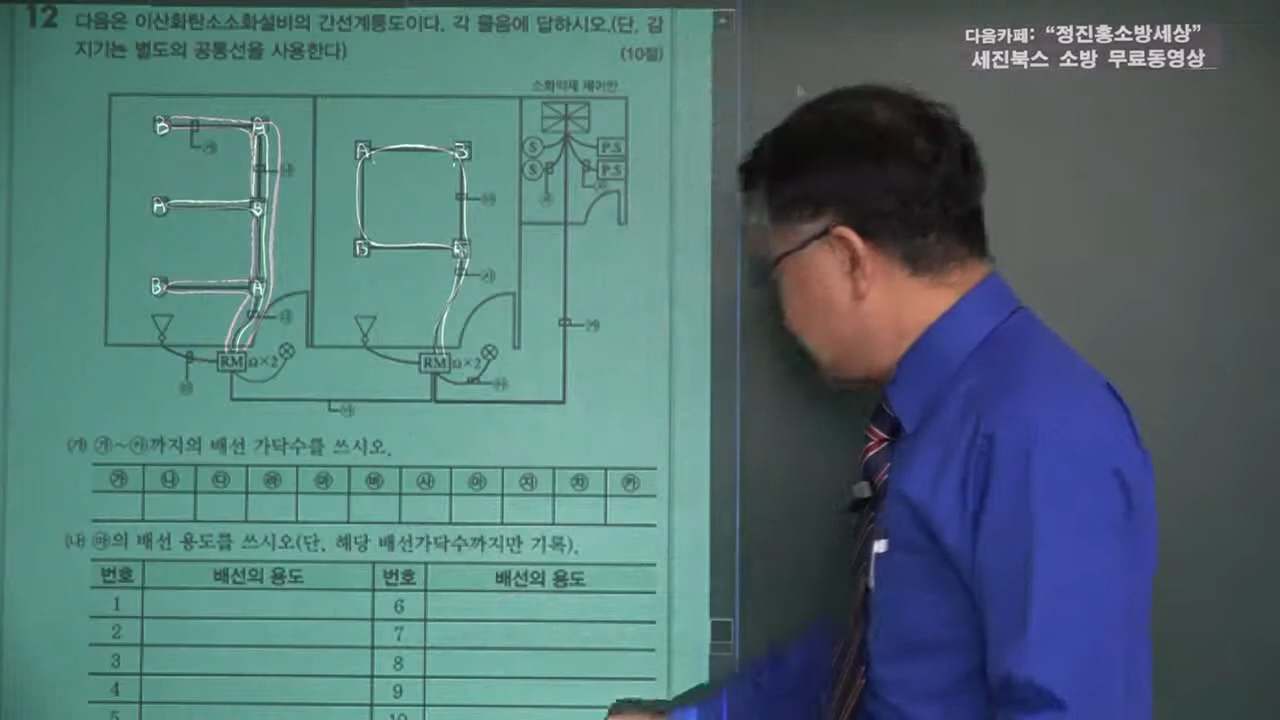 다음카페: “정진홍소방세상”
세진북스 소방 무료동영상
12 다음은 이산화탄소소화설비의 간선계통도이다. 각 물음에 답하시오.(단, 감
지기는 별도의 공통선을 사용한다) (10점)
소화약제 제어반
S P.S
S P.S
B A
A B
B A
A B
B
RM Ω×2
RM Ω×2
㈎ ㉮~㉸까지의 배선 가닥수를 쓰시오.
㉮ ㉯ ㉰ ㉱ ㉲ ㉳ ㉴ ㉵ ㉶ ㉷ ㉸
㈏ ㉲의 배선 용도를 쓰시오(단, 해당 배선가닥수까지만 기록).
번호 배선의 용도 번호 배선의 용도
1 6
2 7
3 8
4 9
5 10